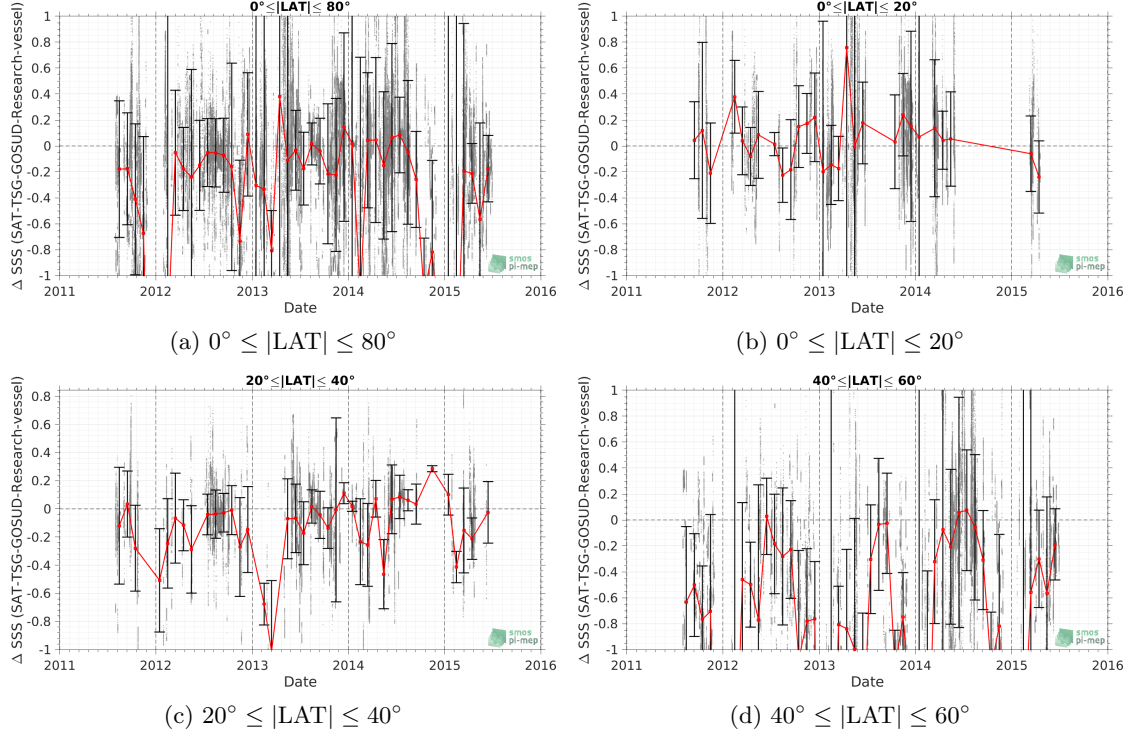 0°≤|LAT|≤ 80°
Δ SSS (SAT-TSG-GOSUD-Research-vessel)
1
0.8
0.6
0.4
0.2
0
-0.2
-0.4
-0.6
-0.8
-1
2011 2012 2013 2014 2015 2016
Date
smos
pi-mep
(a) 0° ≤ |LAT| ≤ 80°
0°≤|LAT|≤ 20°
Δ SSS (SAT-TSG-GOSUD-Research-vessel)
1
0.8
0.6
0.4
0.2
0
-0.2
-0.4
-0.6
-0.8
-1
2011 2012 2013 2014 2015 2016
Date
smos
pi-mep
(b) 0° ≤ |LAT| ≤ 20°
20°≤|LAT|≤ 40°
Δ SSS (SAT-TSG-GOSUD-Research-vessel)
0.8
0.6
0.4
0.2
0
-0.2
-0.4
-0.6
-0.8
-1
2011 2012 2013 2014 2015 2016
Date
smos
pi-mep
(c) 20° ≤ |LAT| ≤ 40°
40°≤|LAT|≤ 60°
Δ SSS (SAT-TSG-GOSUD-Research-vessel)
1
0.8
0.6
0.4
0.2
0
-0.2
-0.4
-0.6
-0.8
-1
2011 2012 2013 2014 2015 2016
Date
smos
pi-mep
(d) 40° ≤ |LAT| ≤ 60°